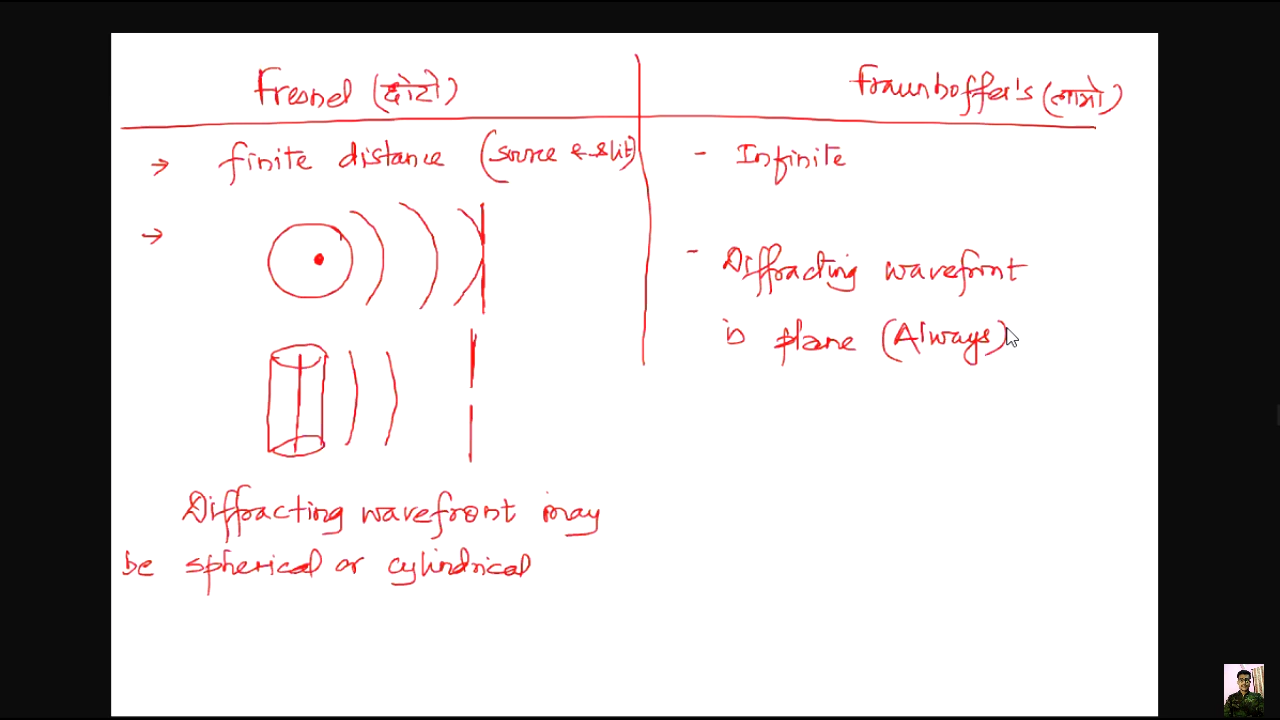 Fresnel (छोटो)
Fraunhoffer's (लामो)
→ finite distance (source & slit)
- Infinite
→
- Diffracting wavefront
is plane (Always)
Diffracting wavefront may
be spherical or cylindrical